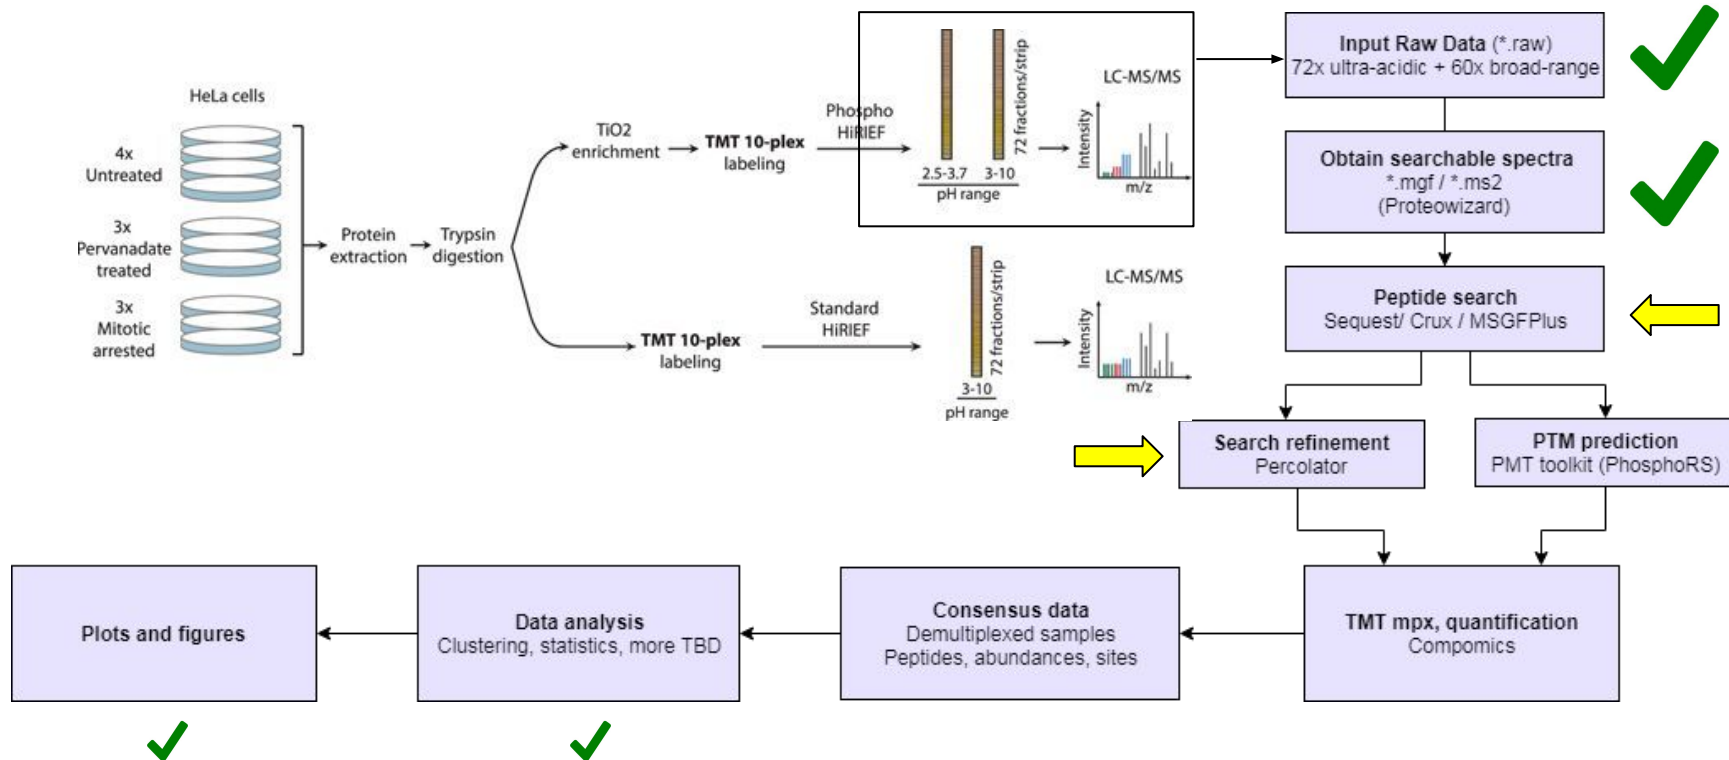 HeLa cells
4x
Untreated
3x
Pervanadate
treated
3x
Mitotic
arrested
Protein
extraction
Trypsin
digestion
TiO2
enrichment
TMT 10-plex
labeling
Phospho
HiRIEF
72 fractions/strip
2.5-3.7 3-10
pH range
LC-MS/MS
Intensity
m/z
TMT 10-plex
labeling
Standard
HiRIEF
72 fractions/strip
3-10
pH range
LC-MS/MS
Intensity
m/z
Input Raw Data (*.raw)
72x ultra-acidic + 60x broad-range
Obtain searchable spectra
*.mgf / *.ms2
(Proteowizard)
Peptide search
Sequest/ Crux / MSGFPlus
Search refinement
Percolator
PTM prediction
PMT toolkit (PhosphoRS)
TMT mpx, quantification
Compomics
Consensus data
Demultiplexed samples
Peptides, abundances, sites
Data analysis
Clustering, statistics, more TBD
Plots and figures